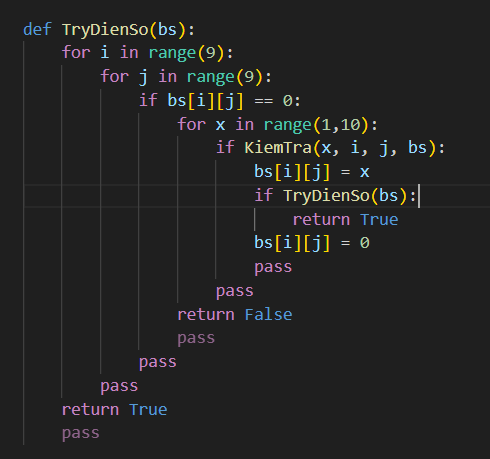 def TryDienSo(bs):
    for i in range(9):
        for j in range(9):
            if bs[i][j] == 0:
                for x in range(1,10):
                    if KiemTra(x, i, j, bs):
                        bs[i][j] = x
                        if TryDienSo(bs):
                            return True
                        bs[i][j] = 0
                        pass
                    pass
                return False
                pass
            pass
        pass
    return True
    pass